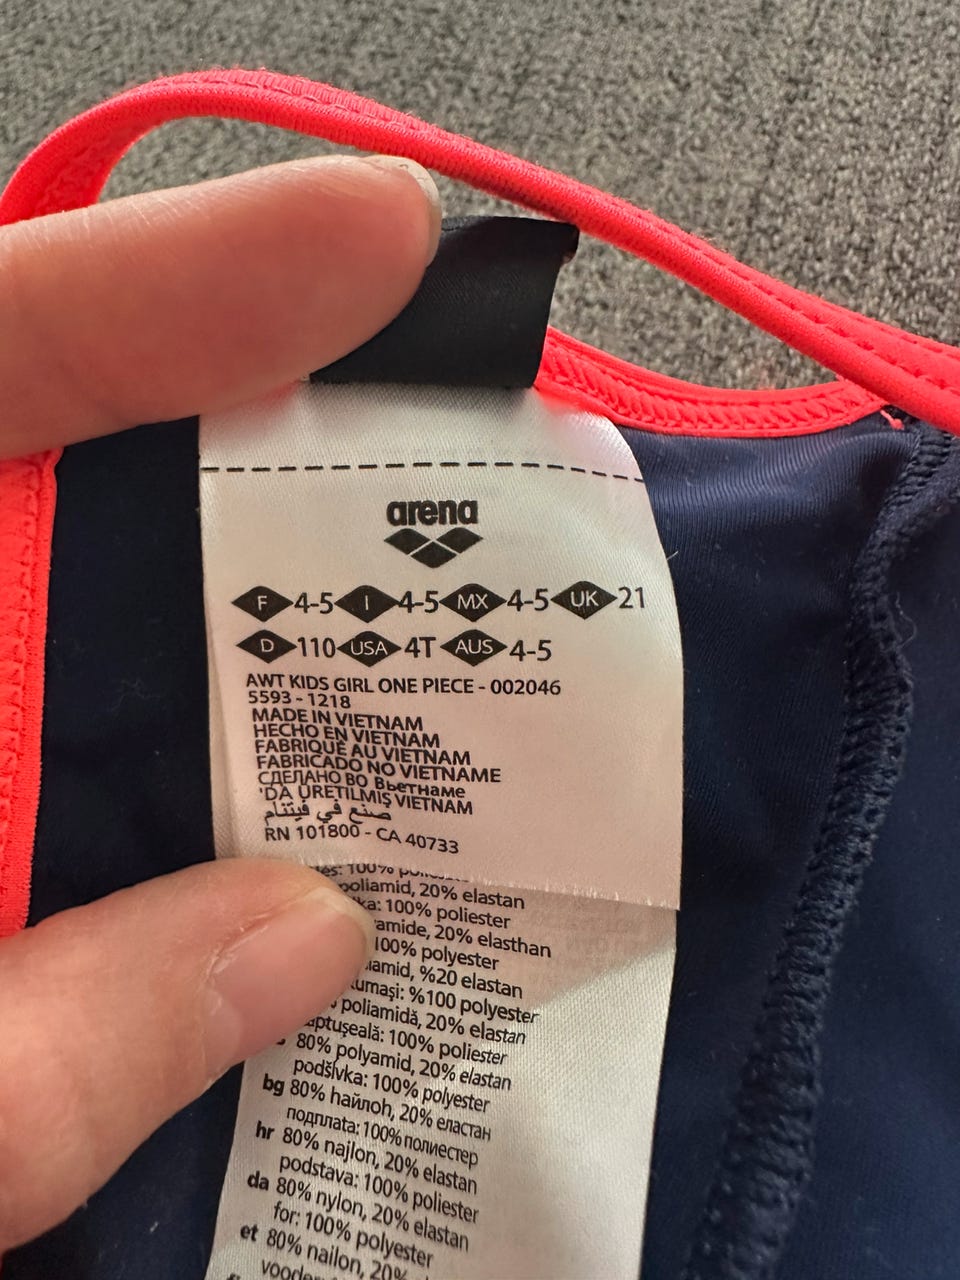 arena
F 4-5 I 4-5 MX 4-5 UK 21
D 110 USA 4T AUS 4-5
AWT KIDS GIRL ONE PIECE - 002046
5593 - 1218
MADE IN VIETNAM
HECHO EN VIETNAM
FABRIQUÉ AU VIETNAM
FABRICADO NO VIETNAME
СДЕЛАНО ВО Вьетнаме
'DA ÜRETİLMİŞ VIETNAM
صنع في فيتنام
RN 101800 - CA 40733
100%
poliamid, 20% elastan
100% poliester
20% elasthan
100% polyester
%20 elastan
%100 polyester
poliamidă, 20% elastan
100% poliester
80% polyamid, 20% elastan
podšívka: 100% polyester
bg 80% найлон, 20% еластан
подплата: 100% полиестер
hr 80% najlon, 20% elastan
podstava: 100% poliester
da 80% nylon, 20% elastan
for: 100% polyester
et 80% nailon, 20%